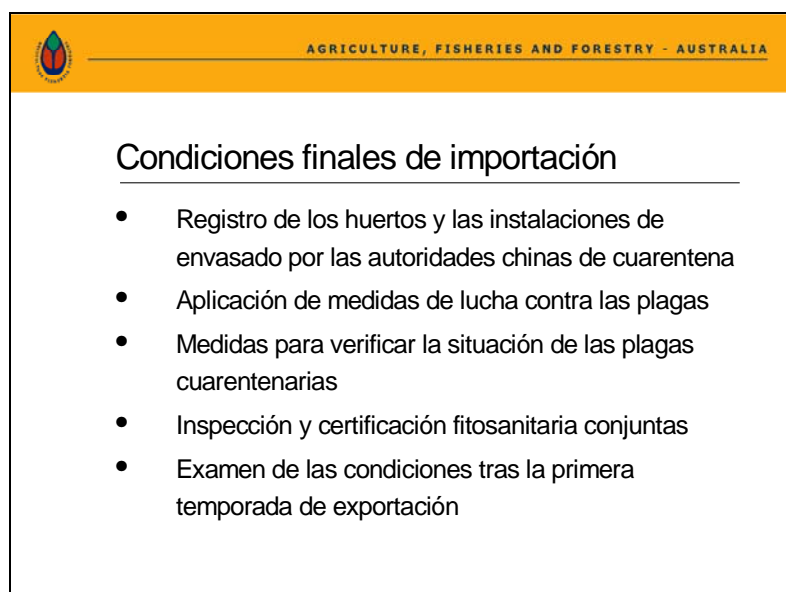 AGRICULTURE, FISHERIES AND FORESTRY - AUSTRALIA
Condiciones finales de importación
• Registro de los huertos y las instalaciones de
envasado por las autoridades chinas de cuarentena
• Aplicación de medidas de lucha contra las plagas
• Medidas para verificar la situación de las plagas
cuarentenarias
• Inspección y certificación fitosanitaria conjuntas
• Examen de las condiciones tras la primera
temporada de exportación